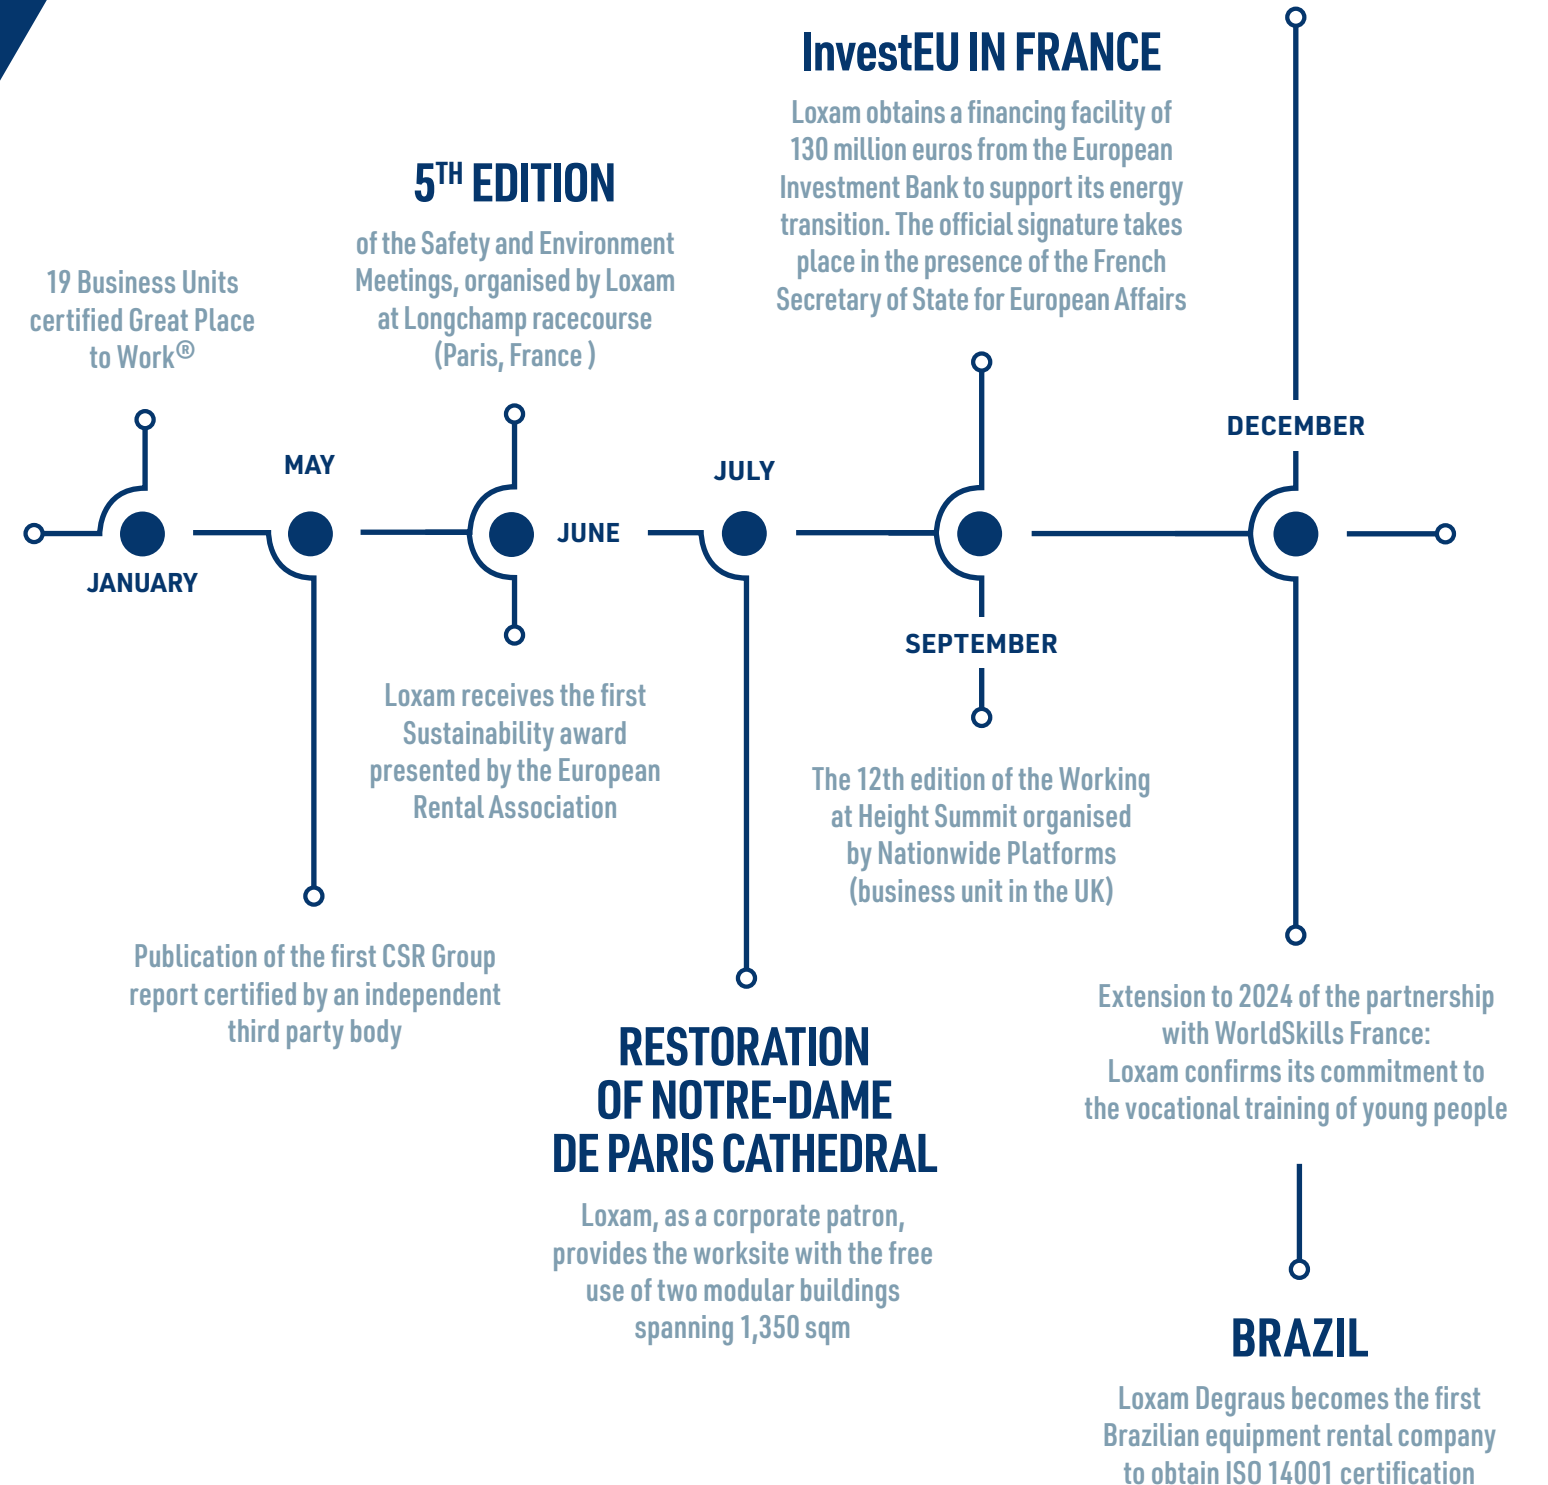 19 Business Units
certified Great Place
to Work®
JANUARY
MAY
Publication of the first CSR Group
report certified by an independent
third party body
5TH EDITION
of the Safety and Environment
Meetings, organised by Loxam
at Longchamp racecourse
(Paris, France )
JUNE
Loxam receives the first
Sustainability award
presented by the European
Rental Association
JULY
RESTORATION
OF NOTRE-DAME
DE PARIS CATHEDRAL
Loxam, as a corporate patron,
provides the worksite with the free
use of two modular buildings
spanning 1,350 sqm
InvestEU IN FRANCE
Loxam obtains a financing facility of
130 million euros from the European
Investment Bank to support its energy
transition. The official signature takes
place in the presence of the French
Secretary of State for European Affairs
SEPTEMBER
The 12th edition of the Working
at Height Summit organised
by Nationwide Platforms
(business unit in the UK)
DECEMBER
Extension to 2024 of the partnership
with WorldSkills France:
Loxam confirms its commitment to
the vocational training of young people
BRAZIL
Loxam Degraus becomes the first
Brazilian equipment rental company
to obtain ISO 14001 certification